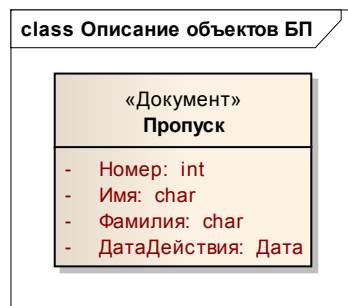 class Описание объектов БП
«Документ»
Пропуск
- Номер: int
- Имя: char
- Фамилия: char
- ДатаДействия: Дата